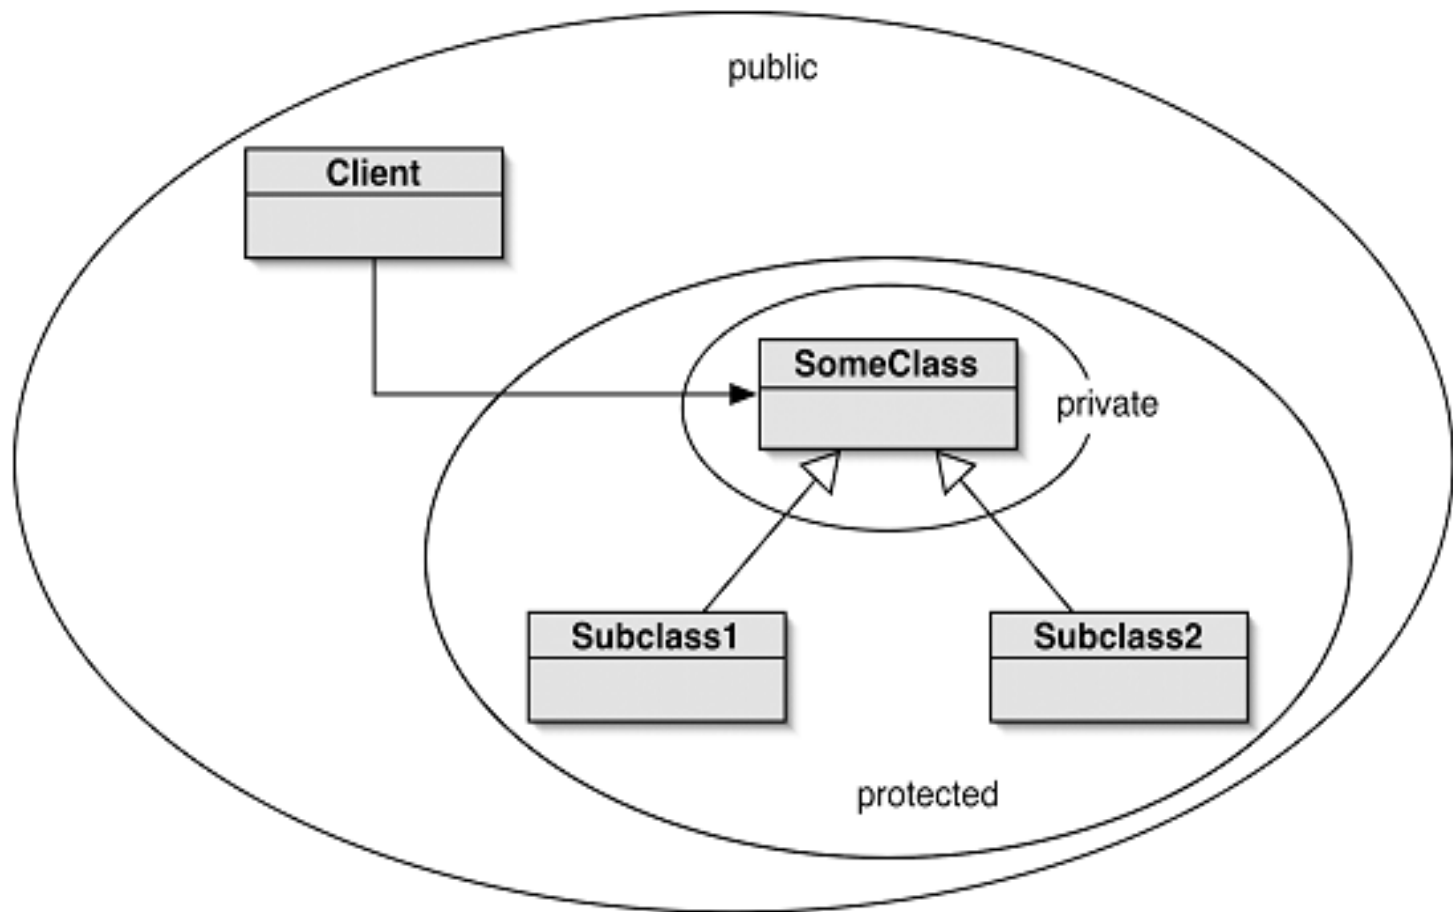 public
Client
SomeClass
private
Subclass1
Subclass2
protected